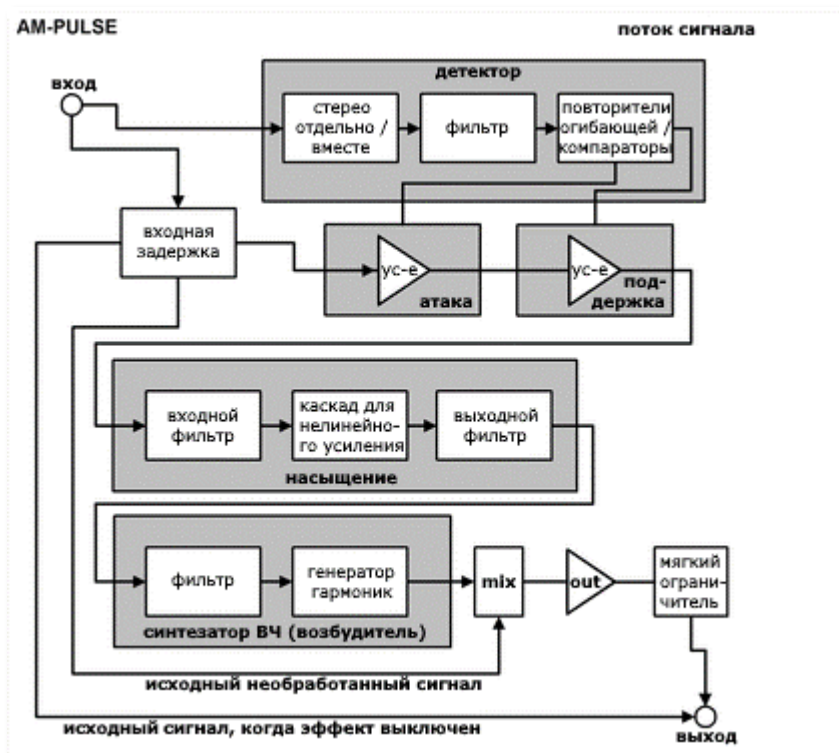 AM-PULSE
поток сигнала
вход
детектор
стерео
отдельно /
вместе
фильтр
повторители
огибающей /
компараторы
входная
задержка
ус-е
атака
ус-е
под-
держка
входной
фильтр
каскад для
нелинейно-
го усиления
выходной
фильтр
насыщение
фильтр
генератор
гармоник
синтезатор ВЧ (возбудитель)
mix
out
мягкий
ограни-
читель
исходный необработанный сигнал
исходный сигнал, когда эффект выключен
выход